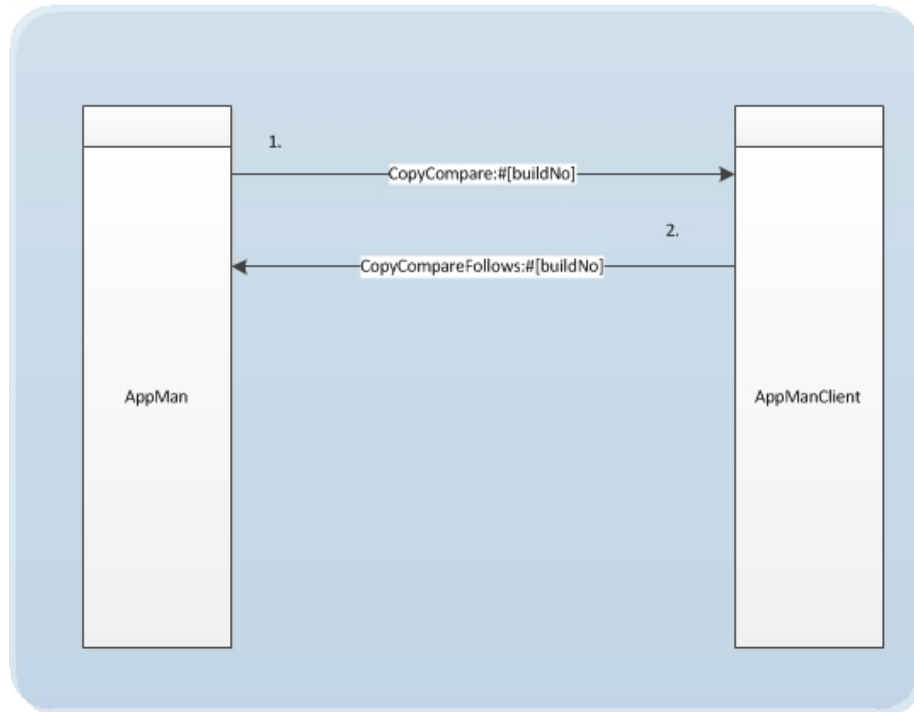 1.
CopyCompare:#[buildNo]
2.
CopyCompareFollows:#[buildNo]
AppMan
AppManClient